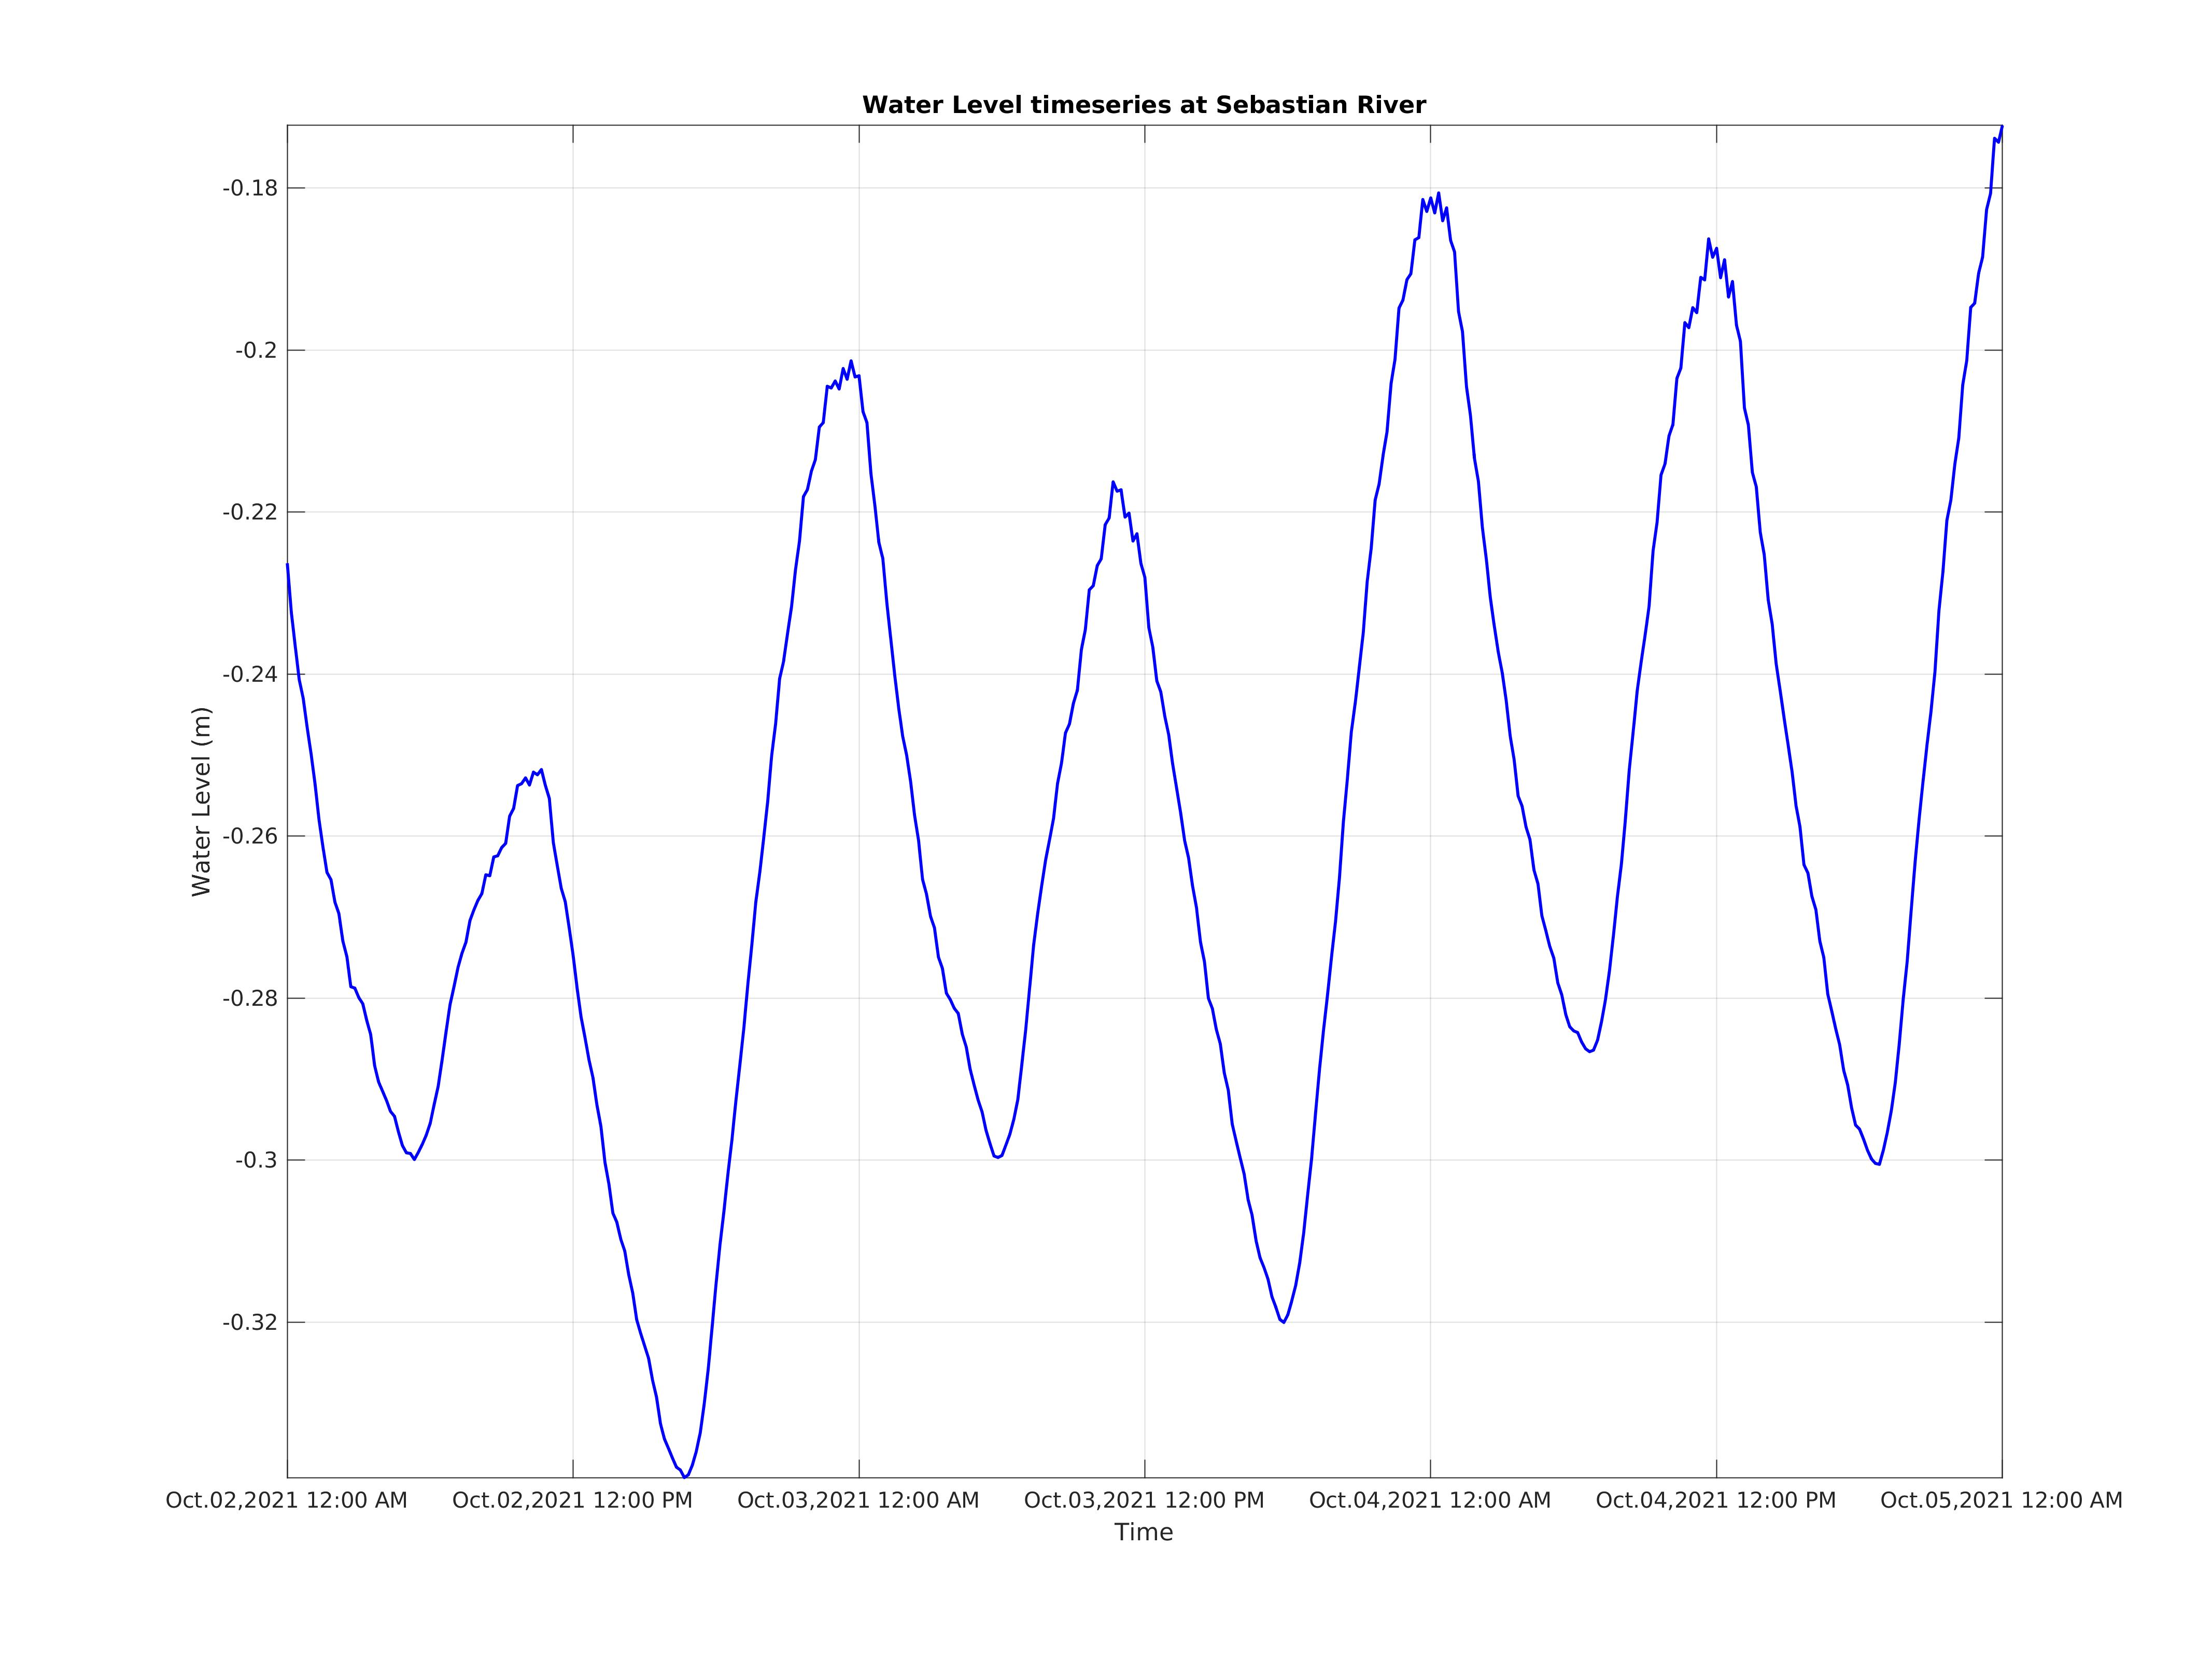 Water Level timeseries at Sebastian River
-0.18
-0.2
-0.22
-0.24
-0.26
-0.28
-0.3
-0.32
Water Level (m)
Oct.02,2021 12:00 AM
Oct.02,2021 12:00 PM
Oct.03,2021 12:00 AM
Oct.03,2021 12:00 PM
Oct.04,2021 12:00 AM
Oct.04,2021 12:00 PM
Oct.05,2021 12:00 AM
Time